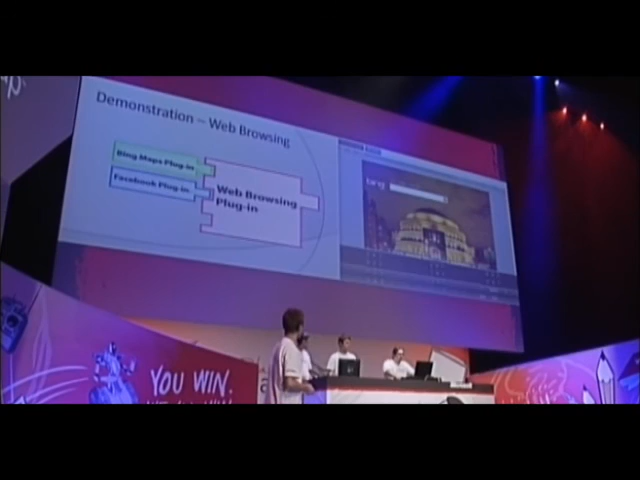 Demonstration – Web Browsing
Bing Maps Plug-in
Facebook Plug-in
Web Browsing
Plug-in
bing
YOU WIN.